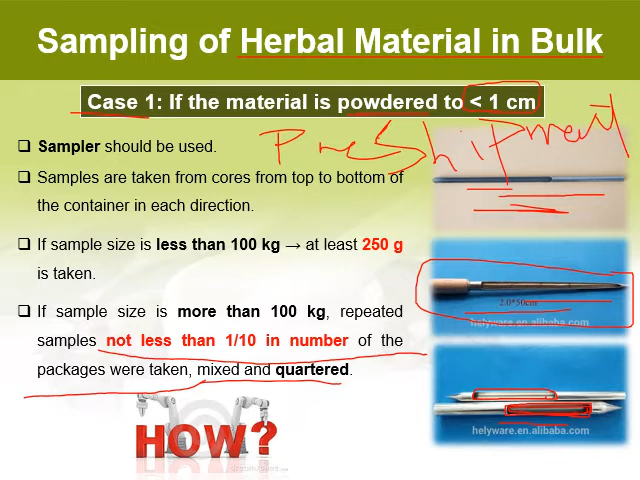 Sampling of Herbal Material in Bulk
Case 1: If the material is powdered to < 1 cm
Preshipment
❑ Sampler should be used.
❑ Samples are taken from cores from top to bottom of
the container in each direction.
❑ If sample size is less than 100 kg → at least 250 g
is taken.
❑ If sample size is more than 100 kg, repeated
samples not less than 1/10 in number of the
packages were taken, mixed and quartered.
2.0*50cm
helyware.en.alibaba.com
helyware.en.alibaba.com
HOW?